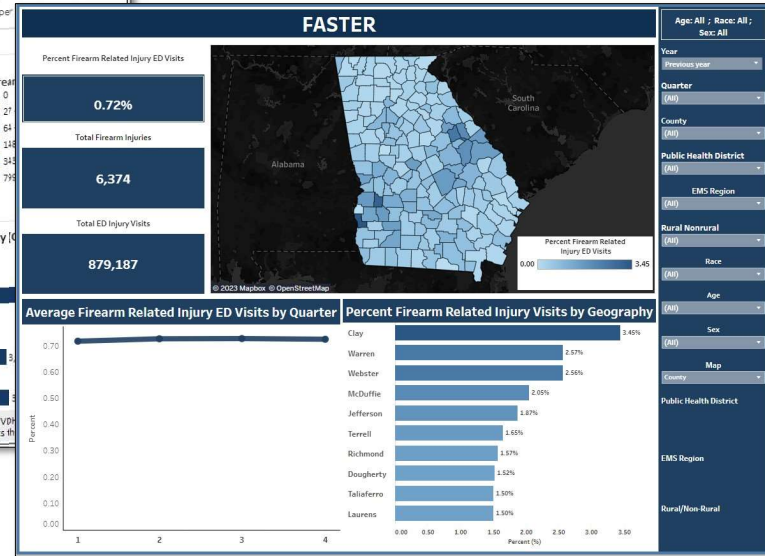 FASTER
Percent Firearm Related Injury ED Visits
0.72%
Total Firearm Injuries
6,374
Total ED Injury Visits
879,187
Alabama
South
Carolina
Percent Firearm Related
Injury ED Visits
0.00
3.45
© 2023 Mapbox © OpenStreetMap
Average Firearm Related Injury ED Visits by Quarter
Percent
0.70
0.60
0.50
0.40
0.30
0.20
0.10
0.00
1
2
3
4
Percent Firearm Related Injury Visits by Geography
Clay
3.45%
Warren
2.57%
Webster
2.56%
McDuffie
2.05%
Jefferson
1.87%
Terrell
1.65%
Richmond
1.57%
Dougherty
1.52%
Taliaferro
1.50%
Laurens
1.50%
0.00
0.50
1.00
1.50
2.00
2.50
3.00
3.50
Percent (%)
Age: All ; Race: All ;
Sex: All
Year
Previous year
Quarter
(All)
County
(All)
Public Health District
(All)
EMS Region
(All)
Rural Nonrural
(All)
Race
(All)
Age
(All)
Sex
(All)
Map
County
Public Health District
EMS Region
Rural/Non-Rural